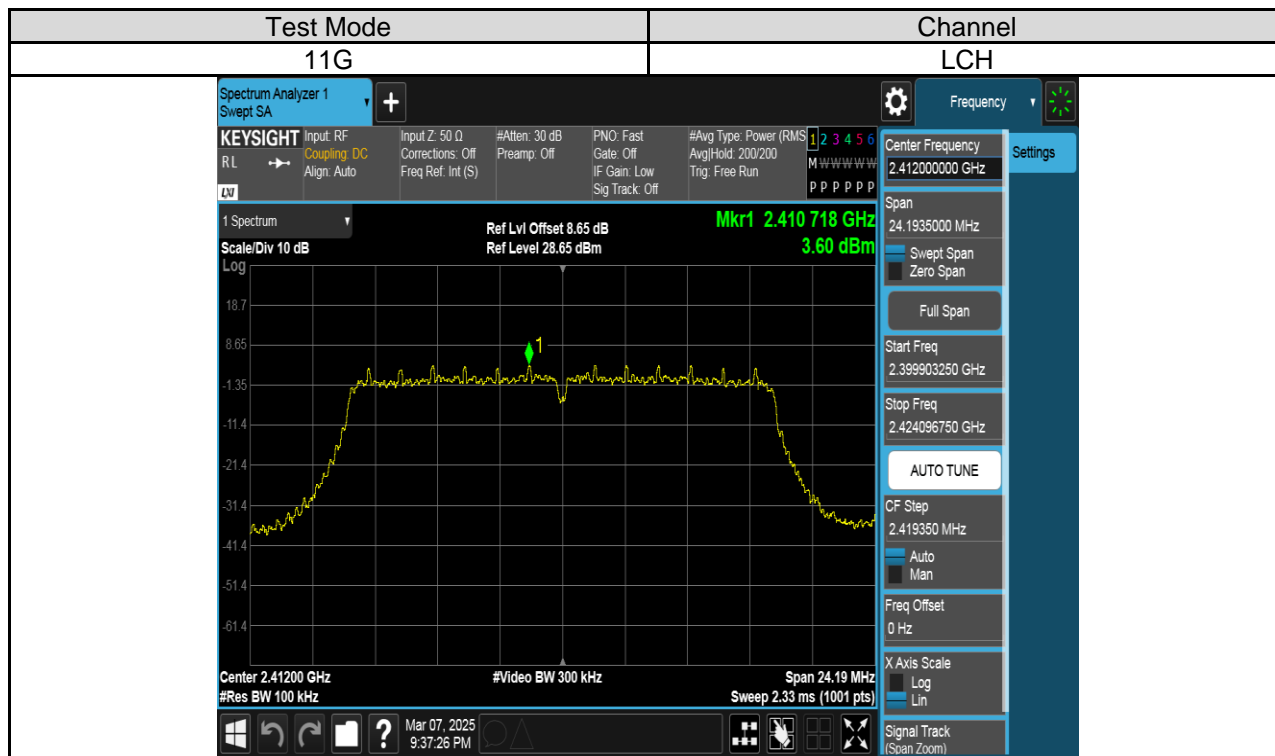 Test Mode Channel
11G LCH
Spectrum Analyzer 1
Swept SA
+
Frequency
KEYSIGHT
RL
LXI
Input: RF
Coupling: DC
Align: Auto
Input Z: 50 Ω
Corrections: Off
Freq Ref: Int (S)
#Atten: 30 dB
Preamp: Off
PNO: Fast
Gate: Off
IF Gain: Low
Sig Track: Off
#Avg Type: Power (RMS
Avg|Hold: 200/200
Trig: Free Run
1 2 3 4 5 6
M W W W W W
P P P P P P
1 Spectrum
Scale/Div 10 dB
Ref Lvl Offset 8.65 dB
Ref Level 28.65 dBm
Mkr1 2.410 718 GHz
3.60 dBm
Log
18.7
8.65
-1.35
-11.4
-21.4
-31.4
-41.4
-51.4
-61.4
1
Center 2.41200 GHz
#Res BW 100 kHz
#Video BW 300 kHz
Span 24.19 MHz
Sweep 2.33 ms (1001 pts)
?
Mar 07, 2025
9:37:26 PM
Center Frequency
2.412000000 GHz
Settings
Span
24.1935000 MHz
Swept Span
Zero Span
Full Span
Start Freq
2.399903250 GHz
Stop Freq
2.424096750 GHz
AUTO TUNE
CF Step
2.419350 MHz
Auto
Man
Freq Offset
0 Hz
X Axis Scale
Log
Lin
Signal Track
(Span Zoom)